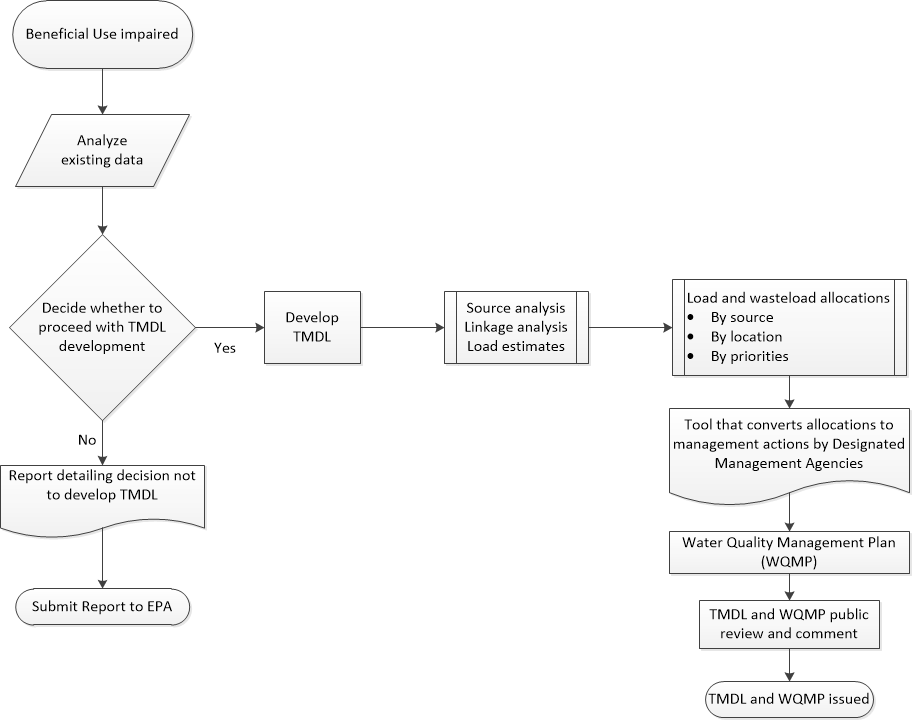 Beneficial Use impaired
Analyze
existing data
Decide whether to
proceed with TMDL
development
Yes
Develop
TMDL
Source analysis
Linkage analysis
Load estimates
Load and wasteload allocations
• By source
• By location
• By priorities
No
Report detailing decision not
to develop TMDL
Submit Report to EPA
Tool that converts allocations to
management actions by Designated
Management Agencies
Water Quality Management Plan
(WQMP)
TMDL and WQMP public
review and comment
TMDL and WQMP issued